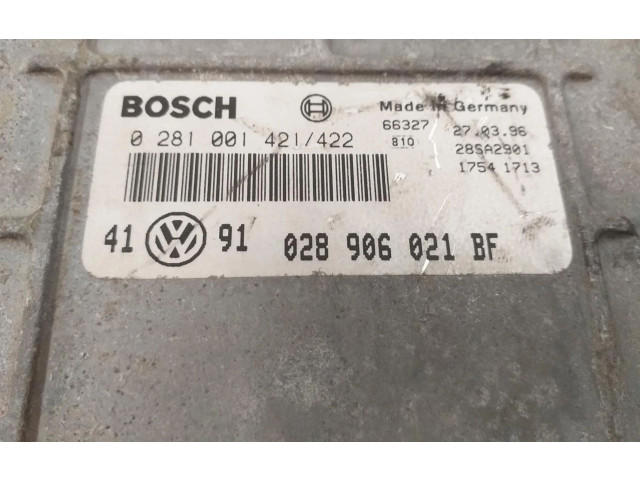 BOSCH
Made in Germany
0 281 001 421/422
66327 27.03.96
810 28SA2901
1754 1713
41 VW 91 028 906 021 BF